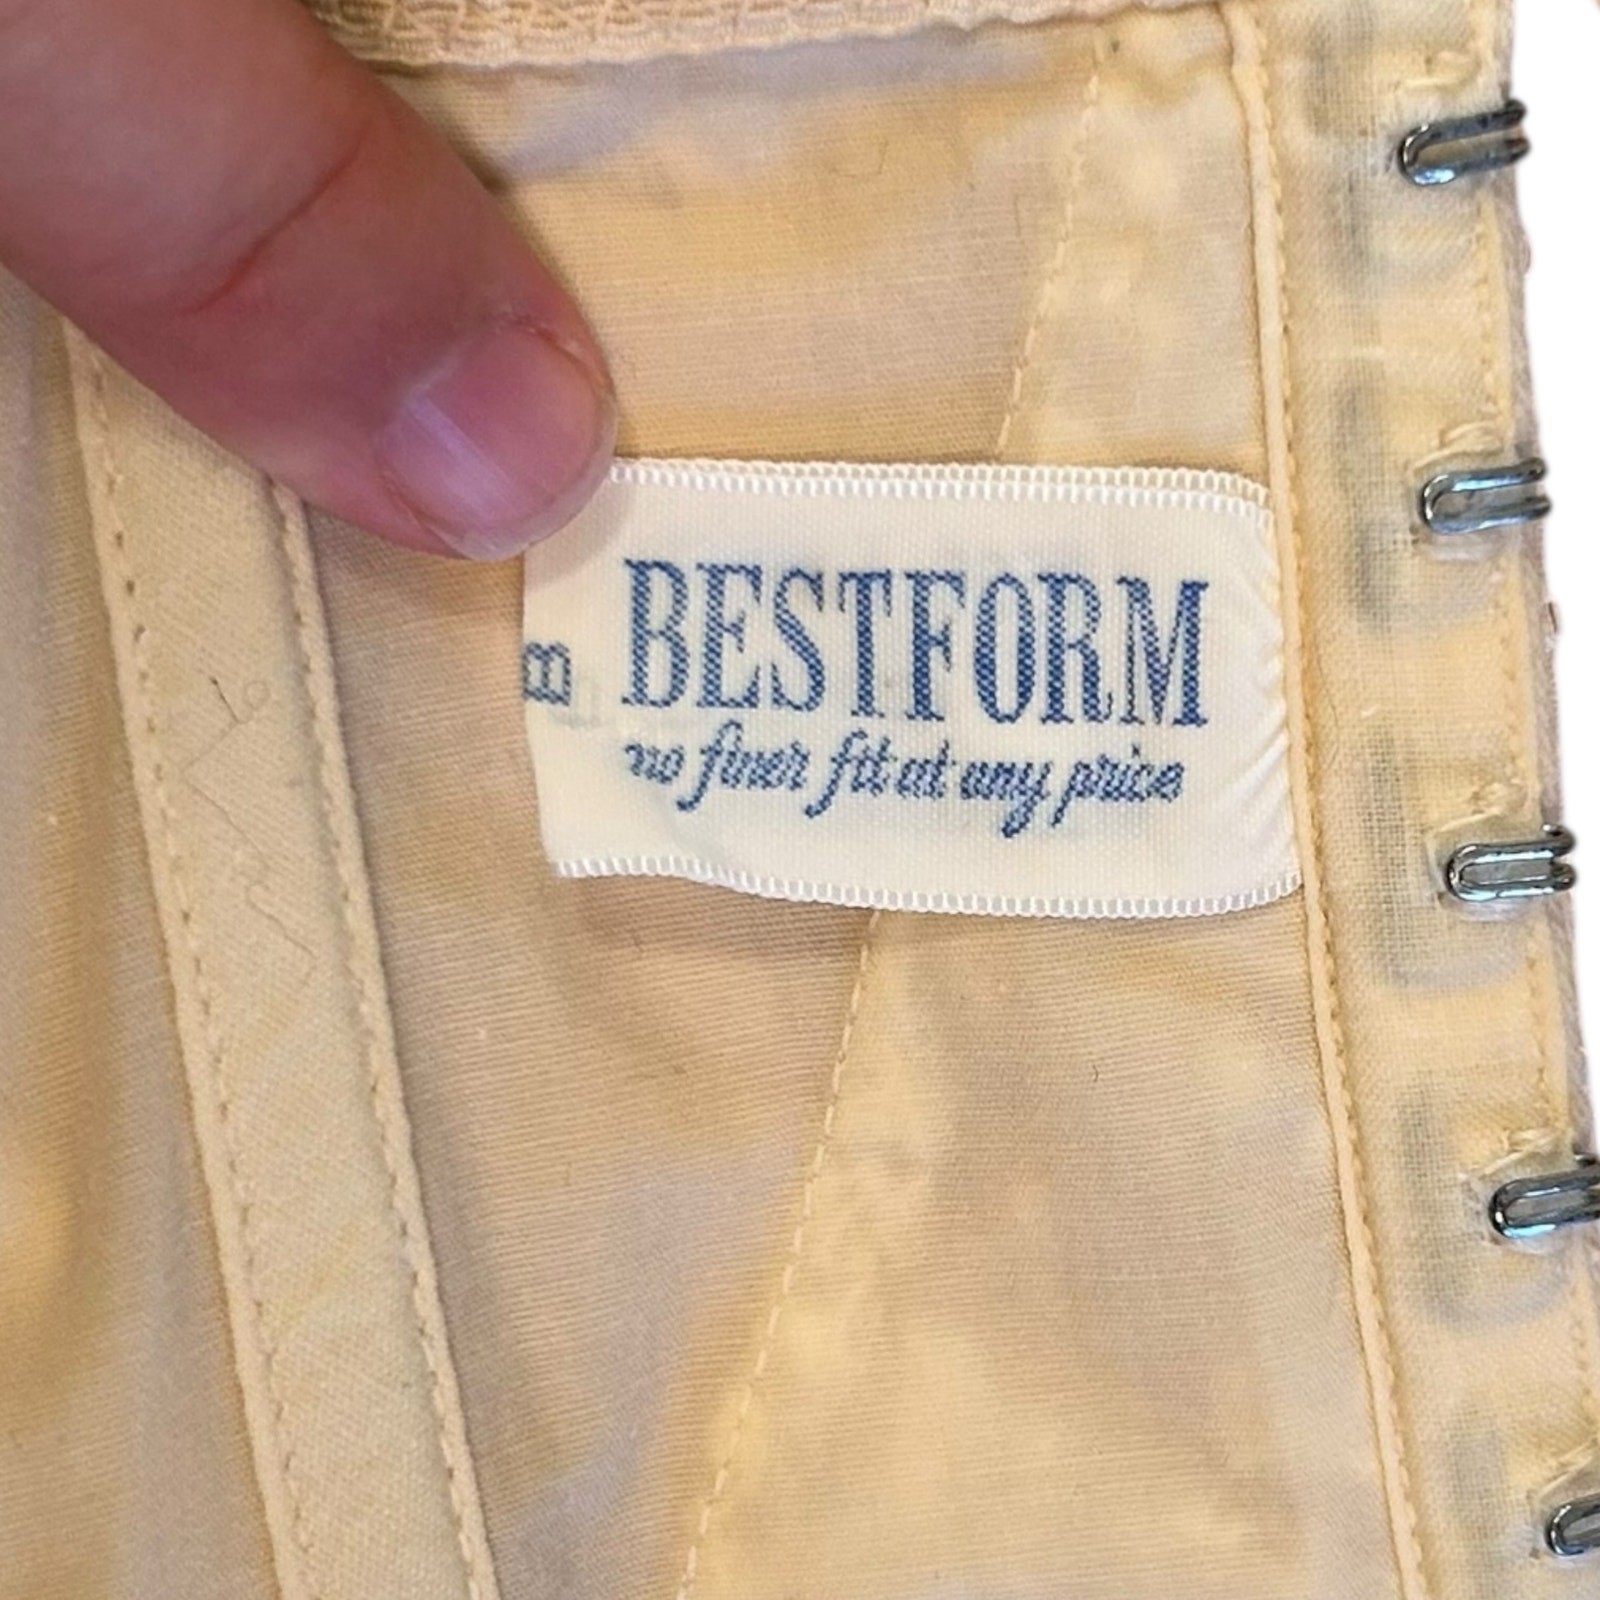 B BESTFORM
no finer fit at any price